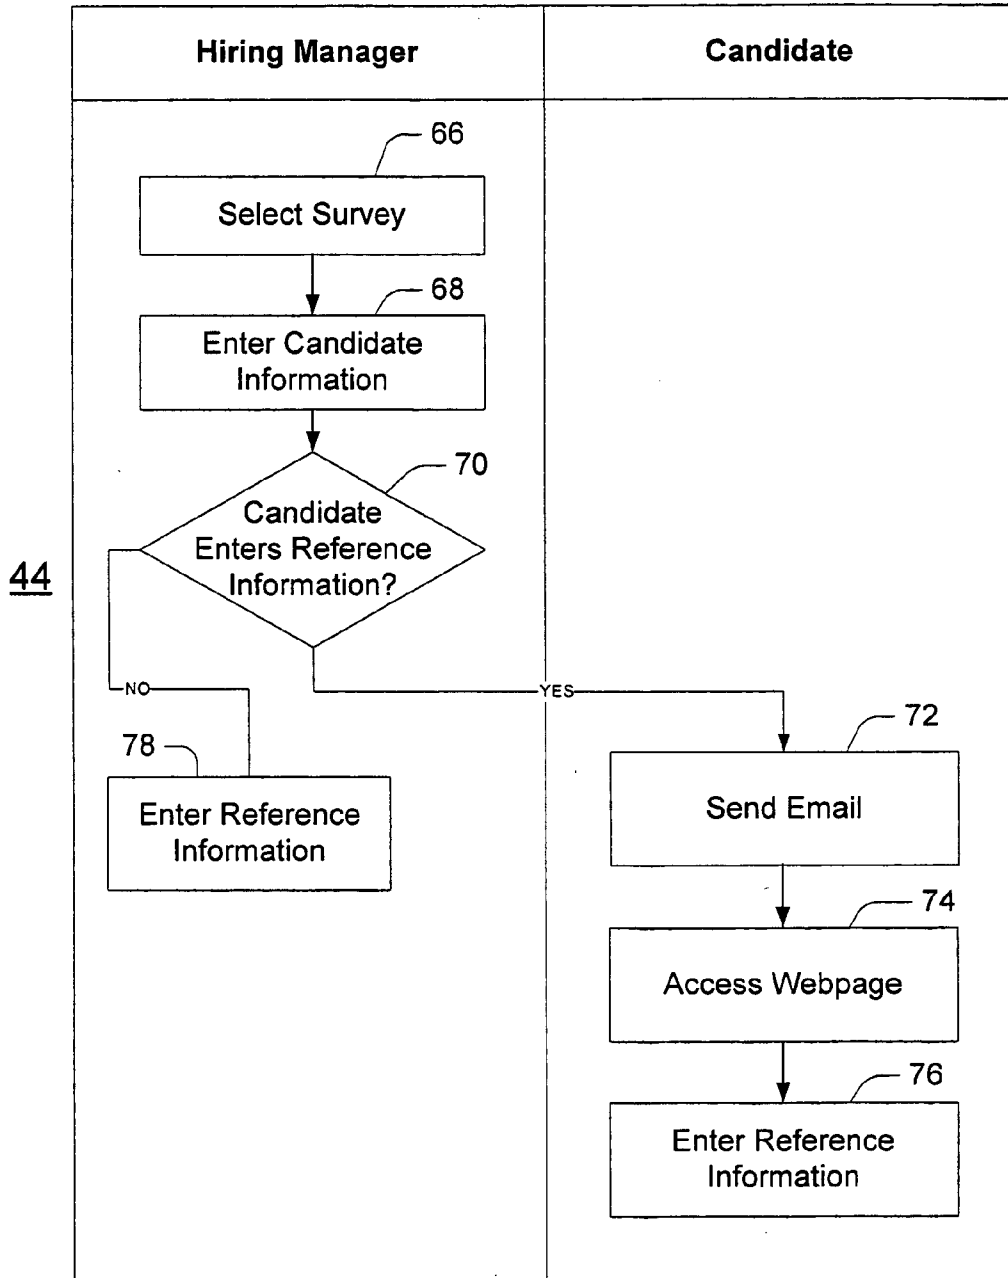 Hiring Manager
Candidate
66
Select Survey
68
Enter Candidate
Information
70
Candidate
Enters Reference
Information?
44
NO
YES
72
78
Send Email
Enter Reference
Information
74
Access Webpage
76
Enter Reference
Information